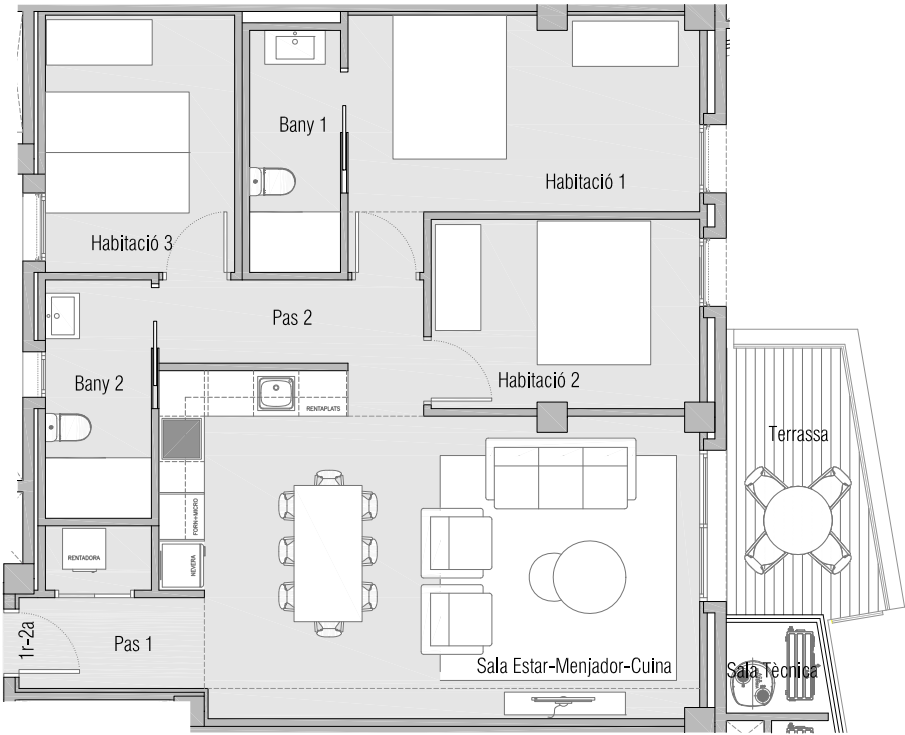 Bany 1
Habitació 1
Habitació 3
Pas 2
Bany 2
Habitació 2
RENTAPLATS
Terrassa
FORN+MICRO
RENTADORA
NEVERA
1r-2a
Pas 1
Sala Estar-Menjador-Cuina
Sala Tècnica